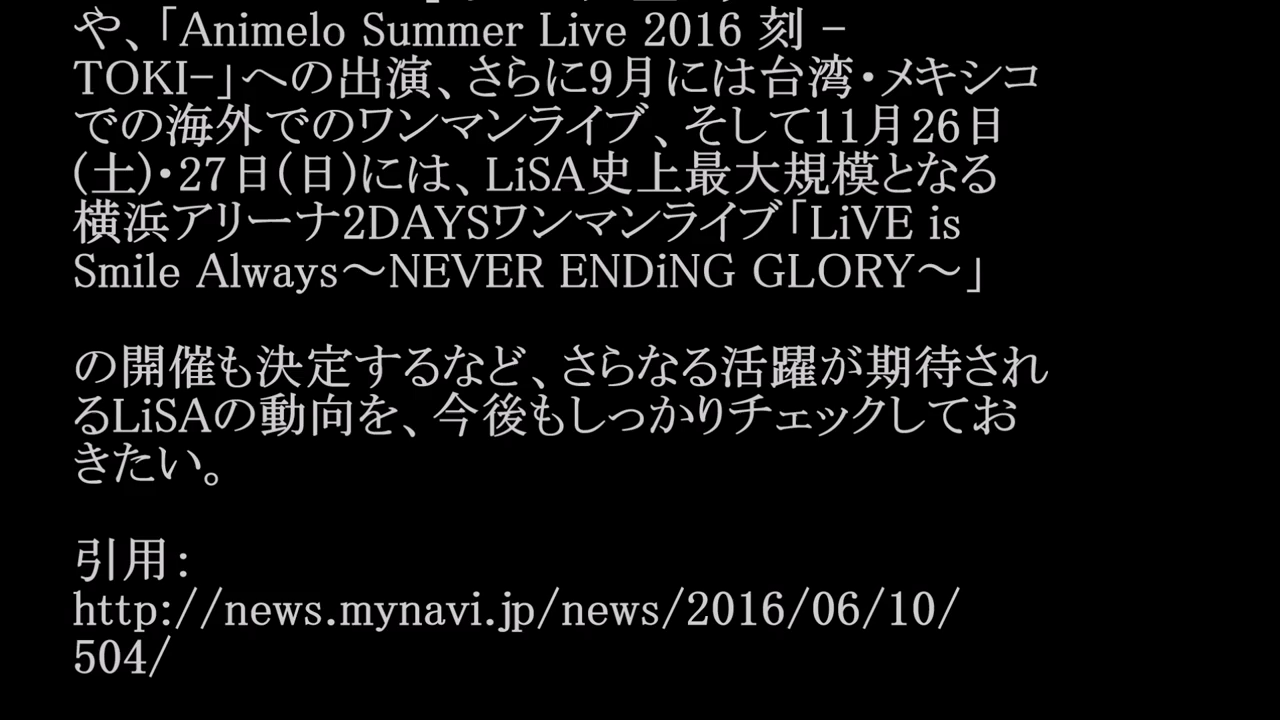 や、「Animelo Summer Live 2016 刻 －
TOKI－」への出演、さらに9月には台湾・メキシコ
での海外でのワンマンライブ、そして11月26日
(土)・27日(日)には、LiSA史上最大規模となる
横浜アリーナ2DAYSワンマンライブ「LiVE is
Smile Always～NEVER ENDiNG GLORY～」
の開催も決定するなど、さらなる活躍が期待され
るLiSAの動向を、今後もしっかりチェックしてお
きたい。
引用：
http://news.mynavi.jp/news/2016/06/10/
504/